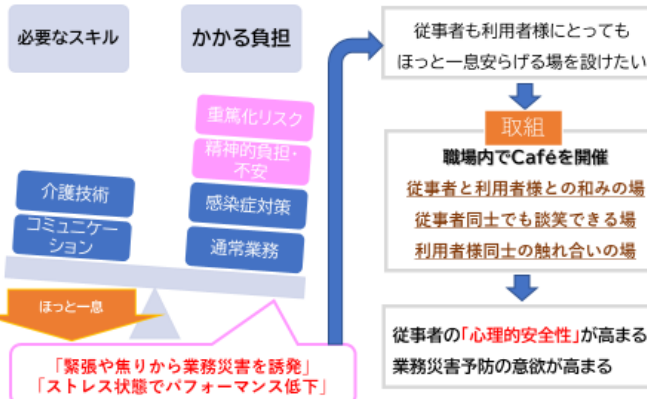 必要なスキル
かかる負担
重篤化リスク
精神的負担・
不安
介護技術
感染症対策
コミュニケー
ション
通常業務
ほっと一息
「緊張や焦りから業務災害を誘発」
「ストレス状態でパフォーマンス低下」
従事者も利用者様にとっても
ほっと一息安らげる場を設けたい
取組
職場内でCaféを開催
従事者と利用者様との和みの場
従事者同士でも談笑できる場
利用者様同士の触れ合いの場
従事者の「心理的安全性」が高まる
業務災害予防の意欲が高まる